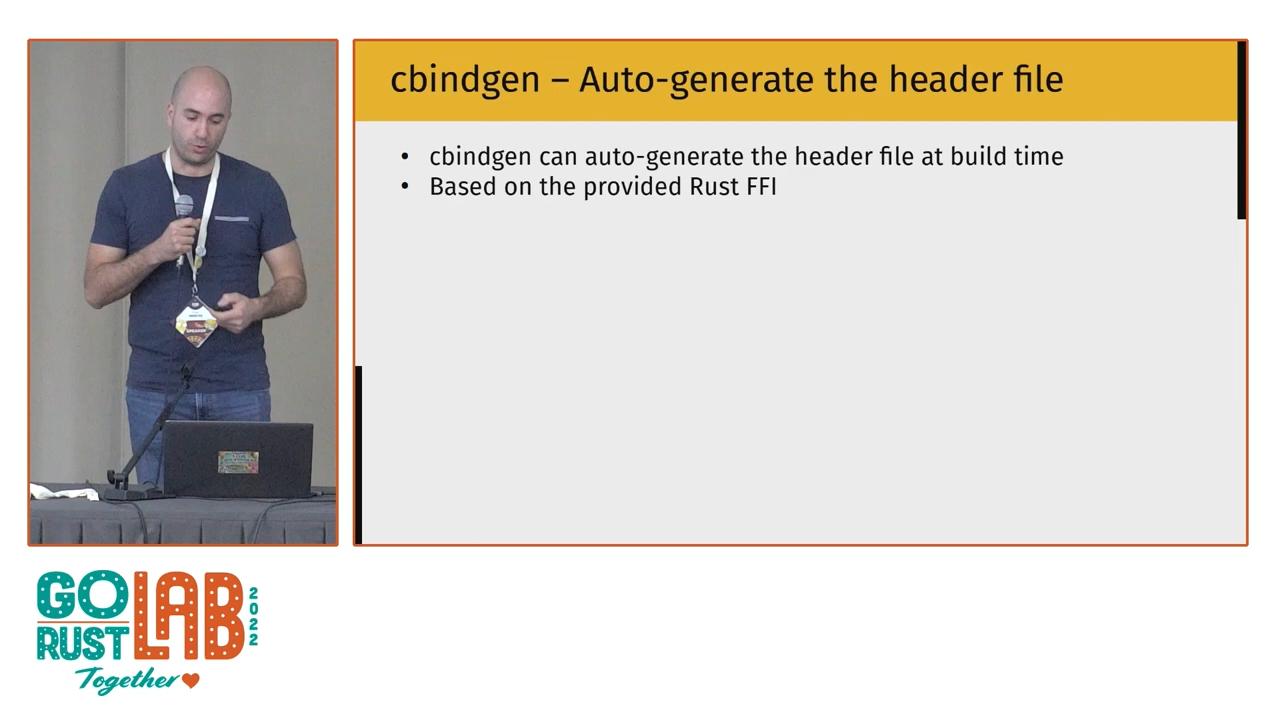 cbindgen – Auto-generate the header file
• cbindgen can auto-generate the header file at build time
• Based on the provided Rust FFI
SPEAKER
GO LAB
RUST
2022
Together